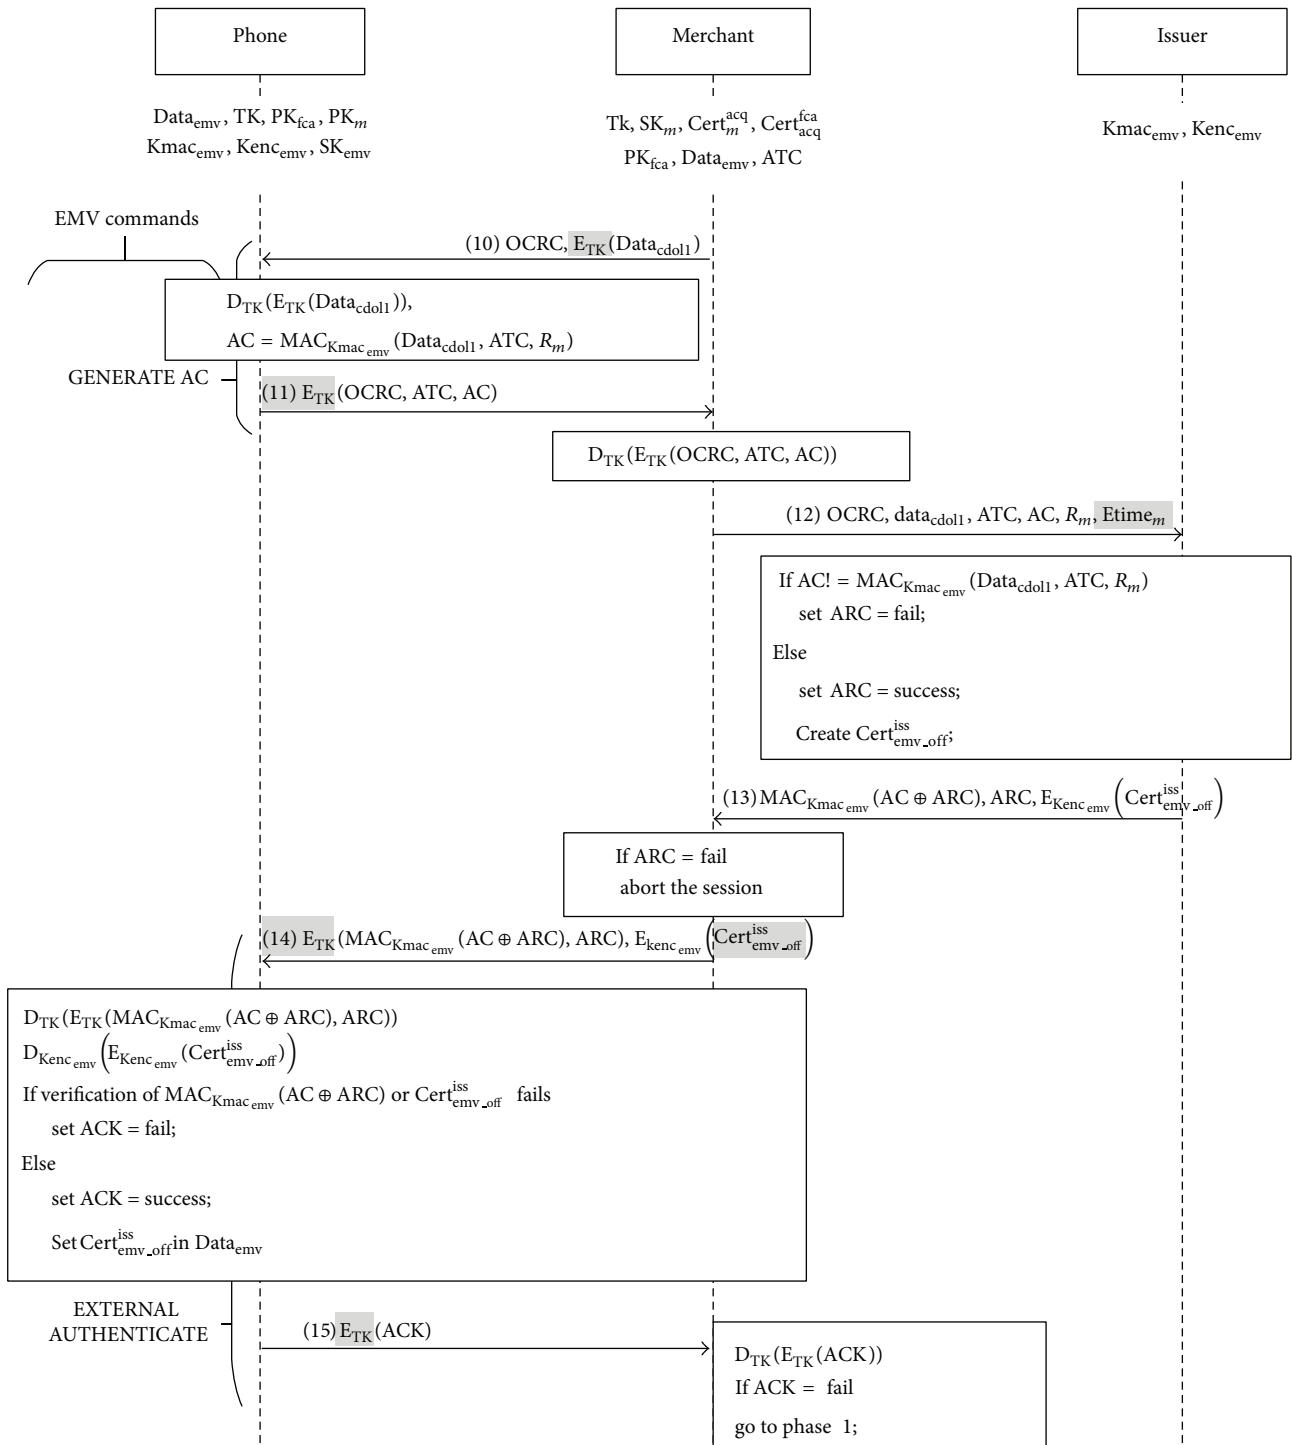 Phone
Merchant
Issuer
Data_emv, TK, PK_fca, PK_m
Kmac_emv, Kenc_emv, SK_emv
Tk, SK_m, Cert_m^acq, Cert_acq^fca
PK_fca, Data_emv, ATC
Kmac_emv, Kenc_emv
EMV commands
(10) OCRC, E_TK(Data_cdol1)
D_TK(E_TK(Data_cdol1)),
AC = MAC_Kmac_emv(Data_cdol1, ATC, R_m)
GENERATE AC
(11) E_TK(OCRC, ATC, AC)
D_TK(E_TK(OCRC, ATC, AC))
(12) OCRC, data_cdol1, ATC, AC, R_m, Etime_m
If AC! = MAC_Kmac_emv(Data_cdol1, ATC, R_m)
set ARC = fail;
Else
set ARC = success;
Create Cert_emv_off^iss;
(13) MAC_Kmac_emv(AC ⊕ ARC), ARC, E_Kenc_emv(Cert_emv_off^iss)
If ARC = fail
abort the session
(14) E_TK(MAC_Kmac_emv(AC ⊕ ARC), ARC), E_kenc_emv(Cert_emv_off^iss)
D_TK(E_TK(MAC_Kmac_emv(AC ⊕ ARC), ARC))
D_Kenc_emv(E_Kenc_emv(Cert_emv_off^iss))
If verification of MAC_Kmac_emv(AC ⊕ ARC) or Cert_emv_off^iss fails
set ACK = fail;
Else
set ACK = success;
Set Cert_emv_off^iss in Data_emv
EXTERNAL
AUTHENTICATE
(15) E_TK(ACK)
D_TK(E_TK(ACK))
If ACK = fail
go to phase 1;